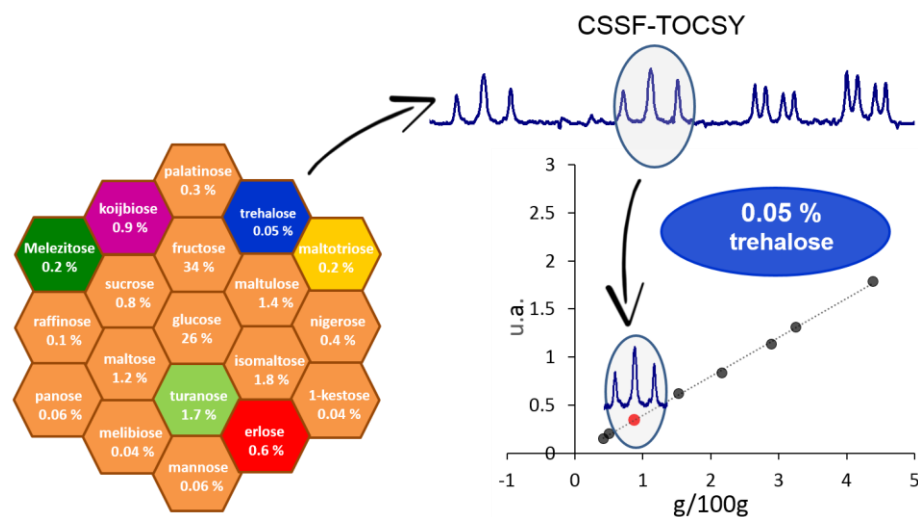 CSSF-TOCSY
palatinose
0.3 %
koijbiose
0.9 %
trehalose
0.05 %
Melezitose
0.2 %
fructose
34 %
maltotriose
0.2 %
sucrose
0.8 %
maltulose
1.4 %
raffinose
0.1 %
glucose
26 %
nigerose
0.4 %
maltose
1.2 %
isomaltose
1.8 %
panose
0.06 %
turanose
1.7 %
1-kestose
0.04 %
melibiose
0.04 %
erlose
0.6 %
mannose
0.06 %
0.05 %
trehalose
u.a.
3
2.5
2
1.5
1
0.5
0
-1 0 1 2 3 4 5
g/100g